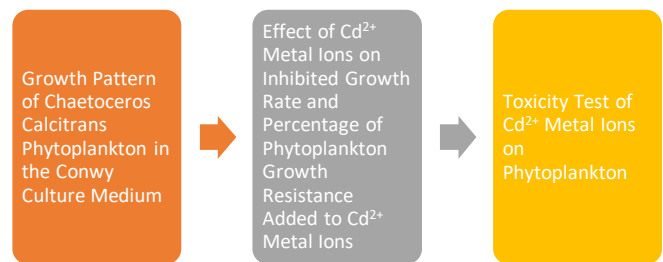 Growth Pattern
of Chaetoceros
Calcitrans
Phytoplankton in
the Conwy
Culture Medium
Effect of Cd²⁺
Metal Ions on
Inhibited Growth
Rate and
Percentage of
Phytoplankton
Growth
Resistance
Added to Cd²⁺
Metal Ions
Toxicity Test of
Cd²⁺ Metal Ions
on
Phytoplankton